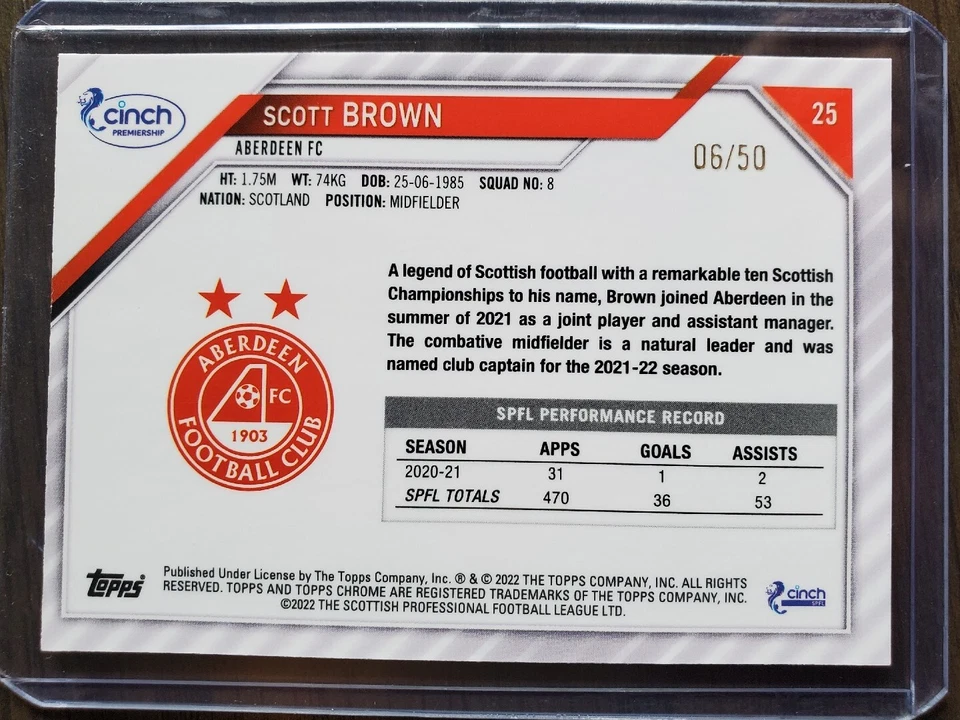 cinch
PREMIERSHIP
SCOTT BROWN
25
ABERDEEN FC
06/50
HT: 1.75M WT: 74KG DOB: 25-06-1985 SQUAD NO: 8
NATION: SCOTLAND POSITION: MIDFIELDER
A legend of Scottish football with a remarkable ten Scottish
Championships to his name, Brown joined Aberdeen in the
summer of 2021 as a joint player and assistant manager.
The combative midfielder is a natural leader and was
named club captain for the 2021-22 season.
ABERDEEN
FC
1903
FOOTBALL CLUB
SPFL PERFORMANCE RECORD
SEASON APPS GOALS ASSISTS
2020-21 31 1 2
SPFL TOTALS 470 36 53
Topps
Published Under License by The Topps Company, Inc. ® & © 2022 THE TOPPS COMPANY, INC. ALL RIGHTS
RESERVED. TOPPS AND TOPPS CHROME ARE REGISTERED TRADEMARKS OF THE TOPPS COMPANY, INC.
©2022 THE SCOTTISH PROFESSIONAL FOOTBALL LEAGUE LTD.
cinch
SPFL